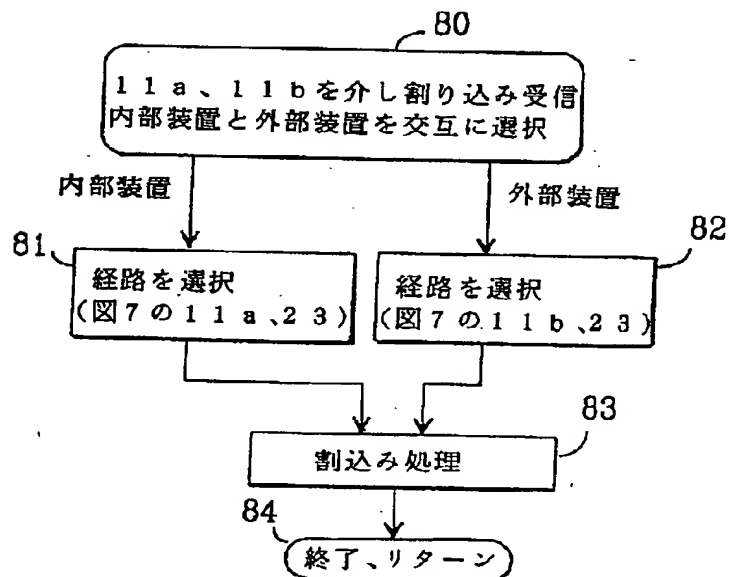 80
11a、11bを介し割り込み受信
内部装置と外部装置を交互に選択
内部装置
外部装置
81
82
経路を選択
(図7の11a、23)
経路を選択
(図7の11b、23)
83
割込み処理
84
終了、リターン